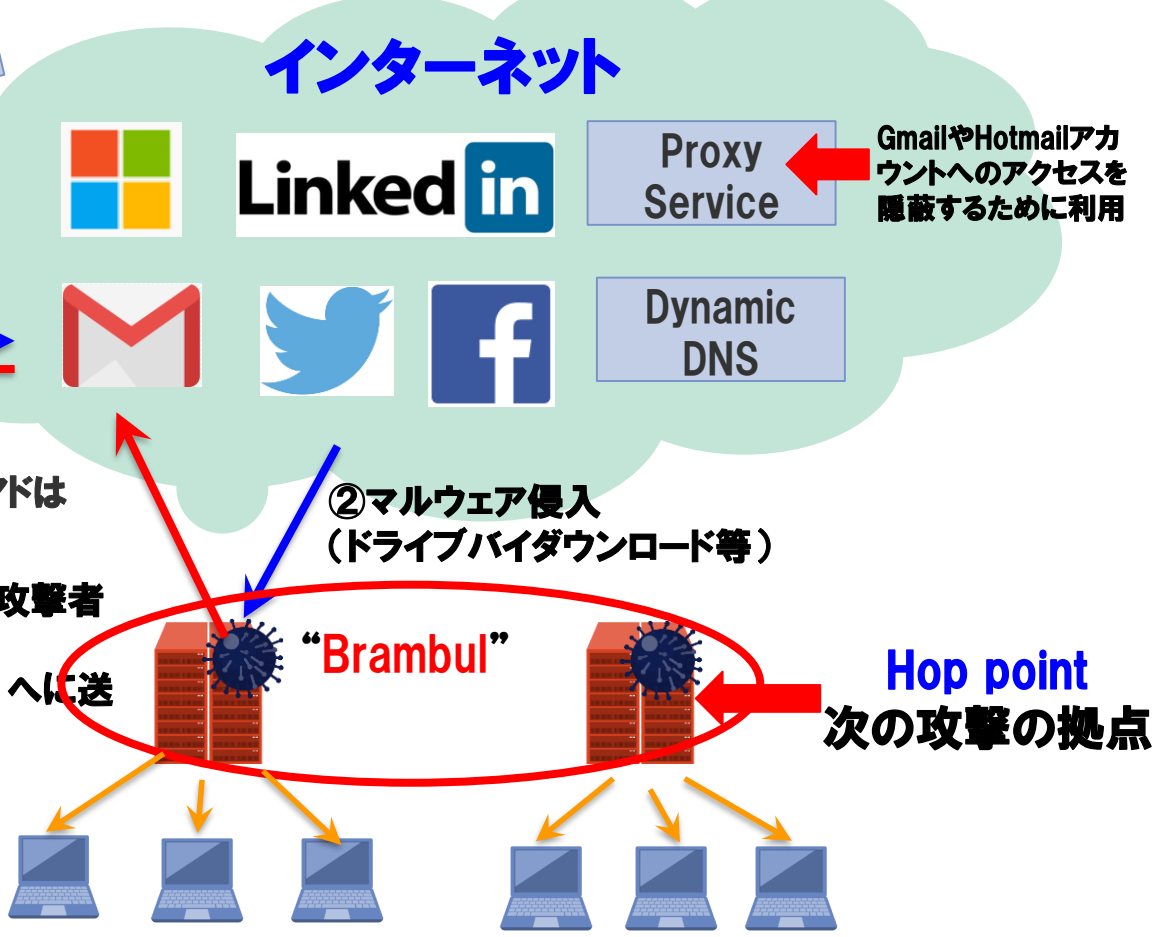 インターネット
Linked in
Proxy
Service
GmailやHotmailアカ
ウントへのアクセスを
隠蔽するために利用
Dynamic
DNS
ドは
②マルウェア侵入
（ドライブバイダウンロード等）
攻撃者
“Brambul”
へに送
Hop point
次の攻撃の拠点